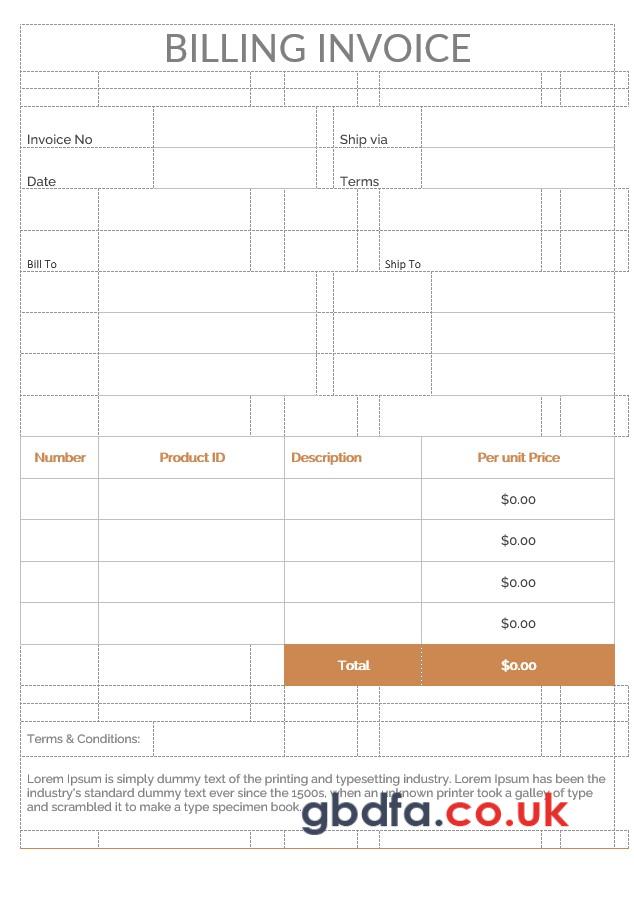 BILLING INVOICE
Invoice No Ship via
Date Terms
Bill To Ship To
Number Product ID Description Per unit Price
$0.00
$0.00
$0.00
$0.00
Total $0.00
Terms & Conditions:
Lorem Ipsum is simply dummy text of the printing and typesetting industry. Lorem Ipsum has been the
industry's standard dummy text ever since the 1500s, when an unknown printer took a galley of type
and scrambled it to make a type specimen book.
gbdfa.co.uk